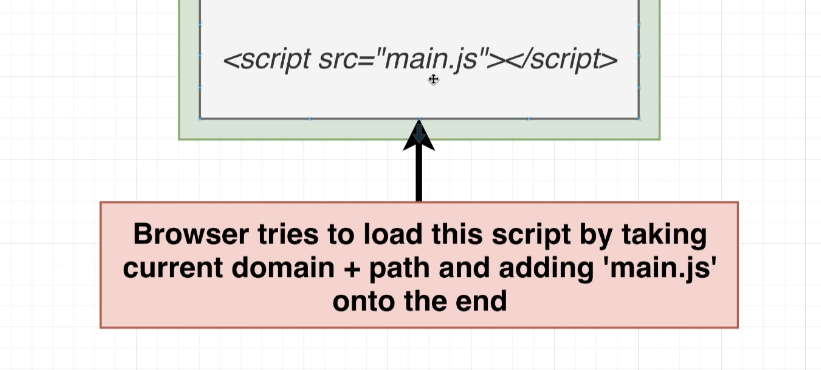 <script src="main.js"></script>
Browser tries to load this script by taking
current domain + path and adding 'main.js'
onto the end